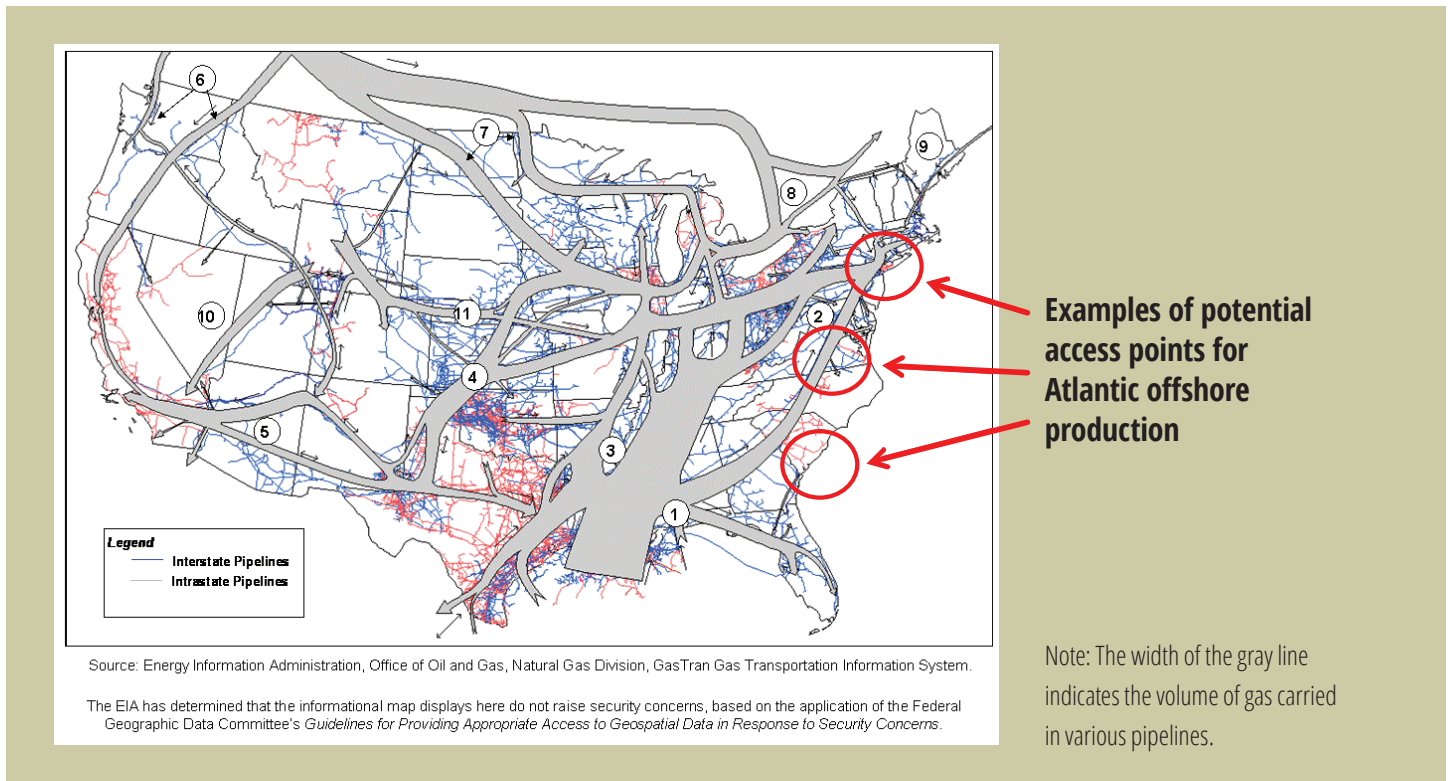 6
7
9
8
10
11
2
4
5
3
1
Legend
Interstate Pipelines
Intrastate Pipelines
Source: Energy Information Administration, Office of Oil and Gas, Natural Gas Division, GasTran Gas Transportation Information System.
The EIA has determined that the informational map displays here do not raise security concerns, based on the application of the Federal
Geographic Data Committee's Guidelines for Providing Appropriate Access to Geospatial Data in Response to Security Concerns.
Examples of potential
access points for
Atlantic offshore
production
Note: The width of the gray line
indicates the volume of gas carried
in various pipelines.